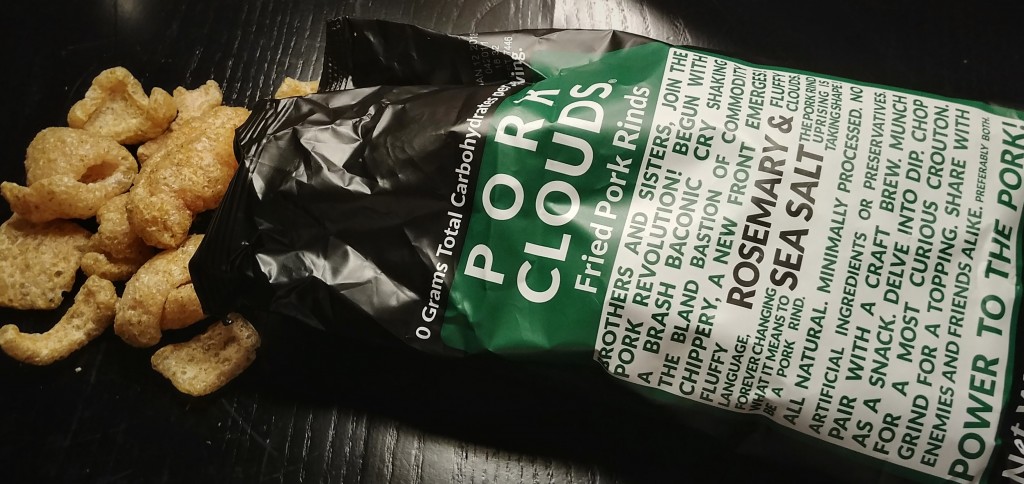 0 Grams Total Carbohydrates per
ving.
PORK
CLOUDS
Fried Pork Rinds
BROTHERS AND SISTERS, JOIN THE
PORK REVOLUTION! BEGUN WITH
A BRASH BACONIC CRY SHAKING
THE BLAND BASTION OF COMMODITY
CHIPPERY, A NEW FRONT EMERGES!
FLUFFY
LANGUAGE,
FOREVER CHANGING
WHAT IT MEANS TO
BE A PORK RIND.
ROSEMARY &
SEA SALT
FLUFFY
CLOUDS.
THE PORK RIND
UPRISING IS
TAKING SHAPE
ALL NATURAL. MINIMALLY PROCESSED. NO
ARTIFICIAL INGREDIENTS OR PRESERVATIVES
PAIR WITH A CRAFT BREW. MUNCH
AS A SNACK. DELVE INTO DIP. CHOP
FOR A MOST CURIOUS CROUTON.
GRIND FOR A TOPPING. SHARE WITH
ENEMIES AND FRIENDS ALIKE. PREFERABLY BOTH.
POWER TO THE PORK!
Net